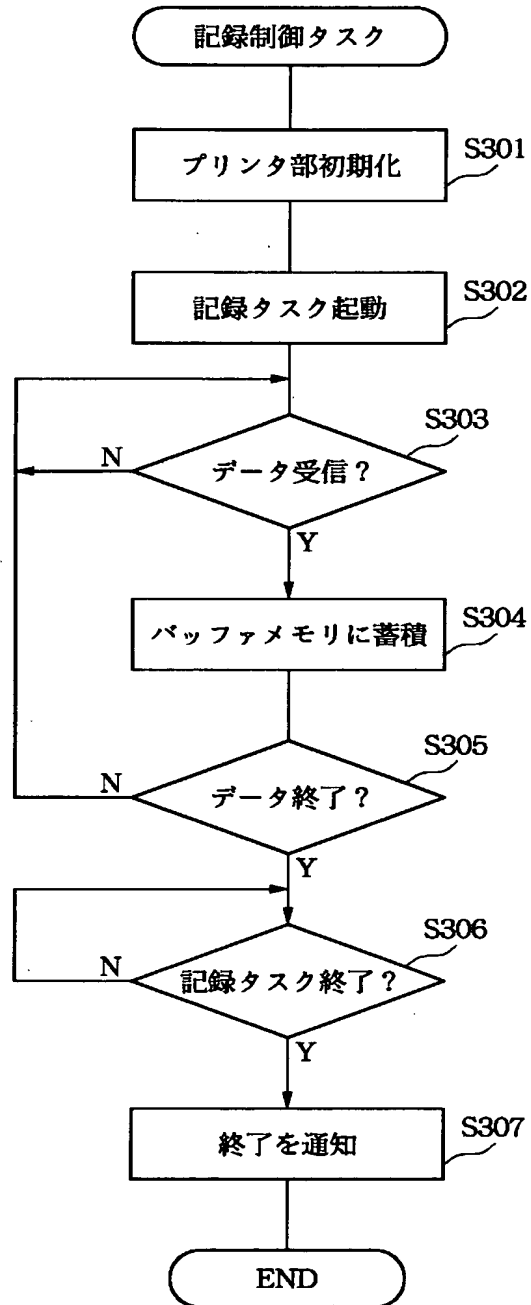 記録制御タスク
プリンタ部初期化
S301
記録タスク起動
S302
データ受信？
S303
N
Y
バッファメモリに蓄積
S304
データ終了？
S305
N
Y
記録タスク終了？
S306
N
Y
終了を通知
S307
END